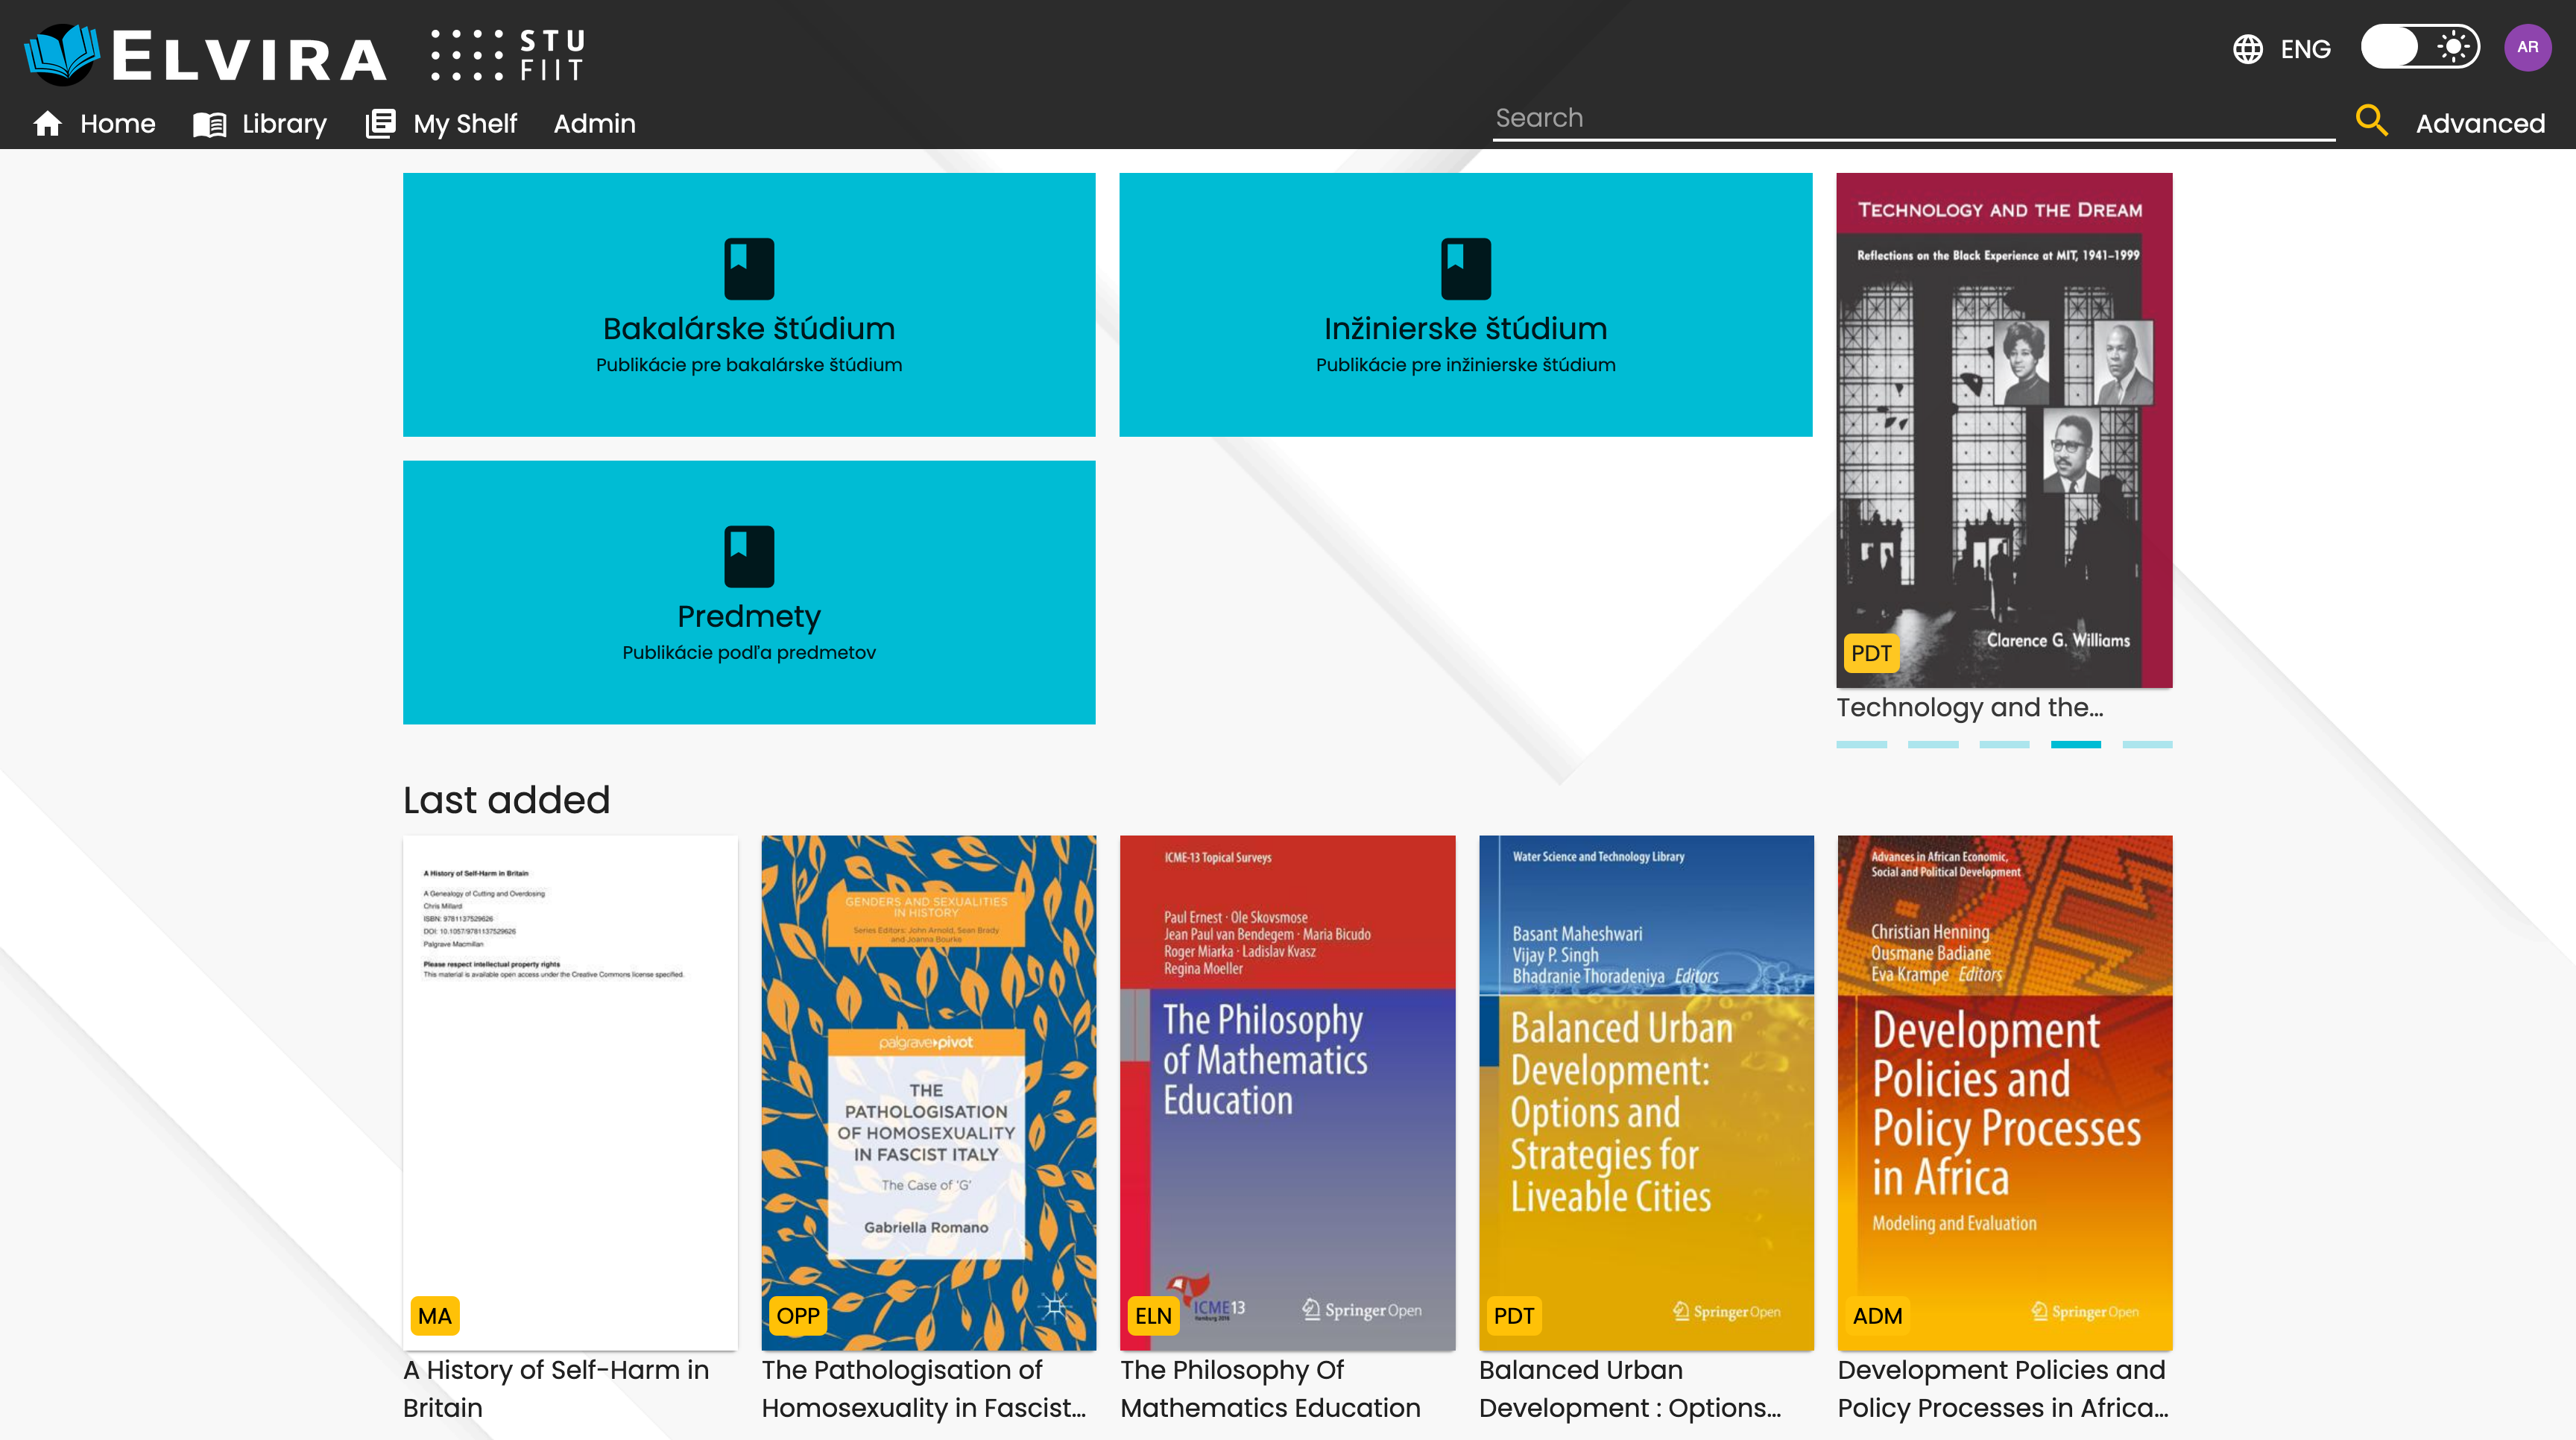 ELVIRA
STU
FIIT
ENG
AR
Home
Library
My Shelf
Admin
Search
Advanced
Bakalárske štúdium
Publikácie pre bakalárske štúdium
Inžinierske štúdium
Publikácie pre inžinierske štúdium
Predmety
Publikácie podľa predmetov
TECHNOLOGY AND THE DREAM
Reflections on the Black Experience at MIT, 1941–1999
Clarence G. Williams
PDT
Technology and the...
Last added
A History of Self-Harm in Britain
A Genealogy of Cutting and Overdosing
Chris Millard
ISBN: 9781137529626
DOI: 10.1057/9781137529626
Palgrave Macmillan
Please respect intellectual property rights
This material is available open access under the Creative Commons license specified.
MA
A History of Self-Harm in
Britain
GENDERS AND SEXUALITIES
IN HISTORY
Series Editors: John Arnold, Sean Brady
and Joanna Bourke
palgrave pivot
THE
PATHOLOGISATION
OF HOMOSEXUALITY
IN FASCIST ITALY
The Case of 'G'
Gabriella Romano
OPP
The Pathologisation of
Homosexuality in Fascist...
ICME-13 Topical Surveys
Paul Ernest · Ole Skovsmose
Jean Paul van Bendegem · Maria Bicudo
Roger Miarka · Ladislav Kvasz
Regina Moeller
The Philosophy
of Mathematics
Education
ICME13
Hamburg 2016
Springer Open
ELN
The Philosophy Of
Mathematics Education
Water Science and Technology Library
Basant Maheshwari
Vijay P. Singh
Bhadranie Thoradeniya Editors
Balanced Urban
Development:
Options and
Strategies for
Liveable Cities
Springer Open
PDT
Balanced Urban
Development : Options...
Advances in African Economic,
Social and Political Development
Christian Henning
Ousmane Badiane
Eva Krampe Editors
Development
Policies and
Policy Processes
in Africa
Modeling and Evaluation
Springer Open
ADM
Development Policies and
Policy Processes in Africa...